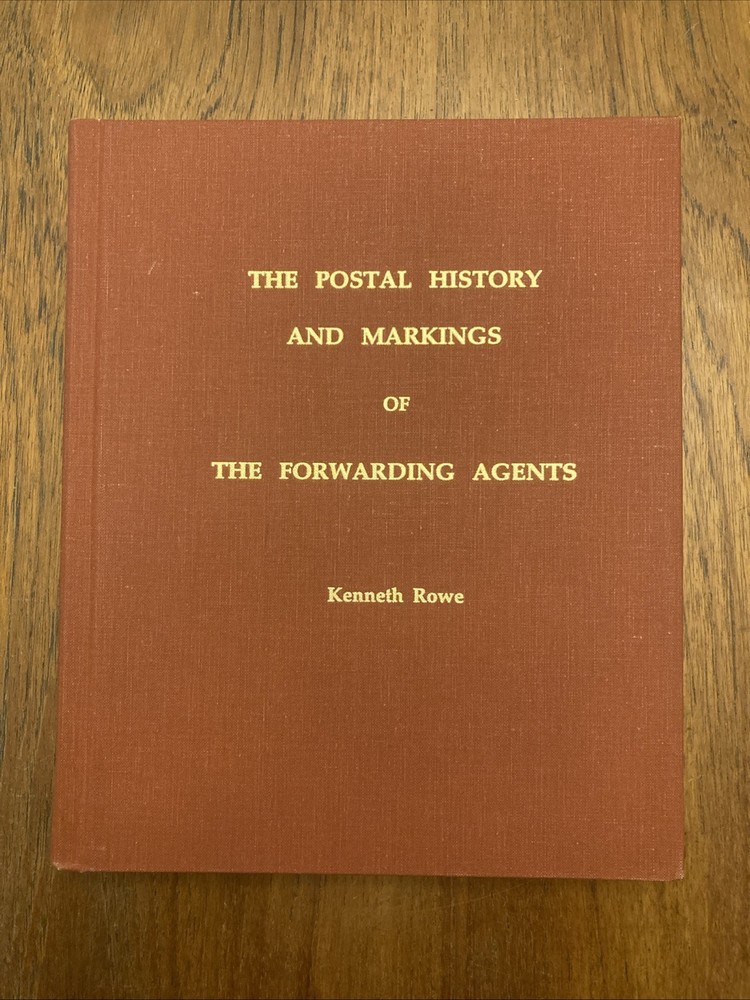 THE POSTAL HISTORY
AND MARKINGS
OF
THE FORWARDING AGENTS
Kenneth Rowe